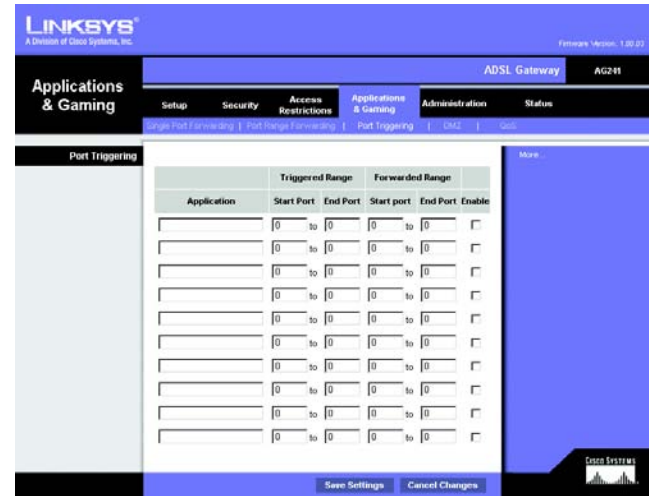 LINKSYS®
A Division of Cisco Systems, Inc.
Firmware Version: 1.00.03
ADSL Gateway AG241
Applications & Gaming
Setup Security Access Restrictions Applications & Gaming Administration Status
Single Port Forwarding | Port Range Forwarding | Port Triggering | DMZ | QoS
Port Triggering
More...
Triggered Range Forwarded Range
Application Start Port End Port Start port End Port Enable
0 to 0 0 to 0
0 to 0 0 to 0
0 to 0 0 to 0
0 to 0 0 to 0
0 to 0 0 to 0
0 to 0 0 to 0
0 to 0 0 to 0
0 to 0 0 to 0
0 to 0 0 to 0
0 to 0 0 to 0
Save Settings Cancel Changes
CISCO SYSTEMS